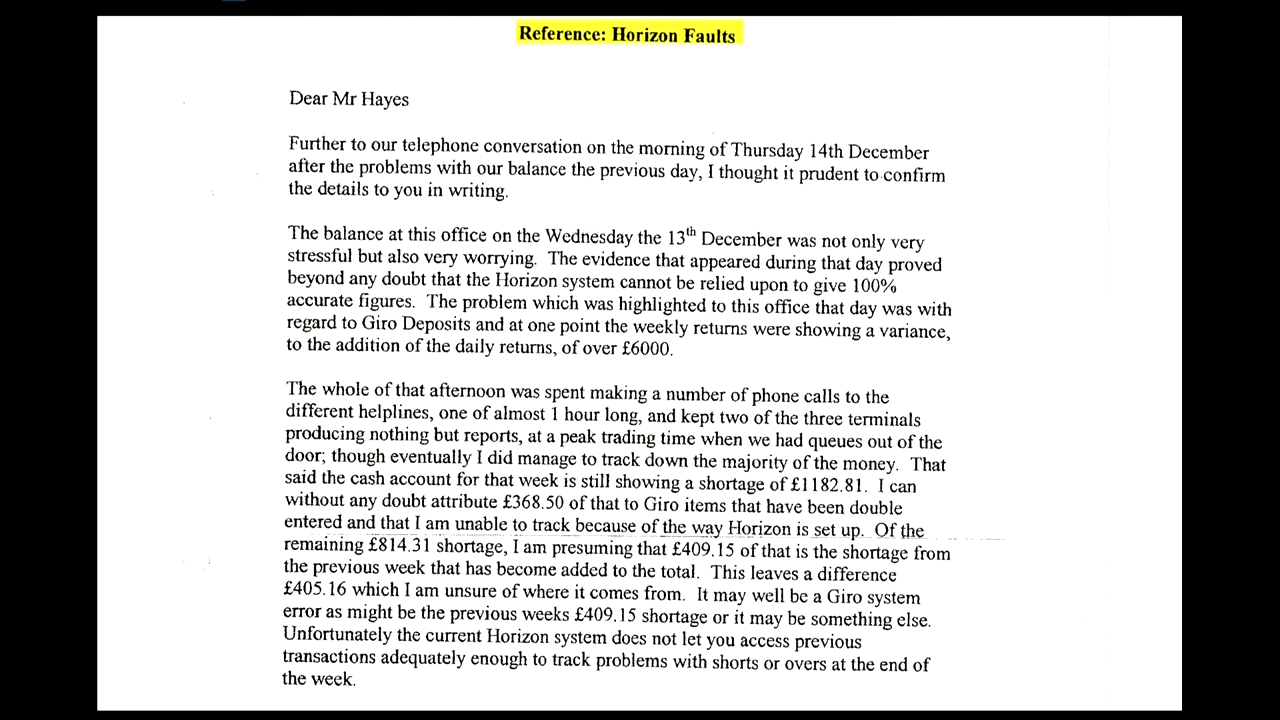 Reference: Horizon Faults
Dear Mr Hayes
Further to our telephone conversation on the morning of Thursday 14th December
after the problems with our balance the previous day, I thought it prudent to confirm
the details to you in writing.
The balance at this office on the Wednesday the 13th December was not only very
stressful but also very worrying. The evidence that appeared during that day proved
beyond any doubt that the Horizon system cannot be relied upon to give 100%
accurate figures. The problem which was highlighted to this office that day was with
regard to Giro Deposits and at one point the weekly returns were showing a variance,
to the addition of the daily returns, of over £6000.
The whole of that afternoon was spent making a number of phone calls to the
different helplines, one of almost 1 hour long, and kept two of the three terminals
producing nothing but reports, at a peak trading time when we had queues out of the
door; though eventually I did manage to track down the majority of the money. That
said the cash account for that week is still showing a shortage of £1182.81. I can
without any doubt attribute £368.50 of that to Giro items that have been double
entered and that I am unable to track because of the way Horizon is set up. Of the
remaining £814.31 shortage, I am presuming that £409.15 of that is the shortage from
the previous week that has become added to the total. This leaves a difference
£405.16 which I am unsure of where it comes from. It may well be a Giro system
error as might be the previous weeks £409.15 shortage or it may be something else.
Unfortunately the current Horizon system does not let you access previous
transactions adequately enough to track problems with shorts or overs at the end of
the week.